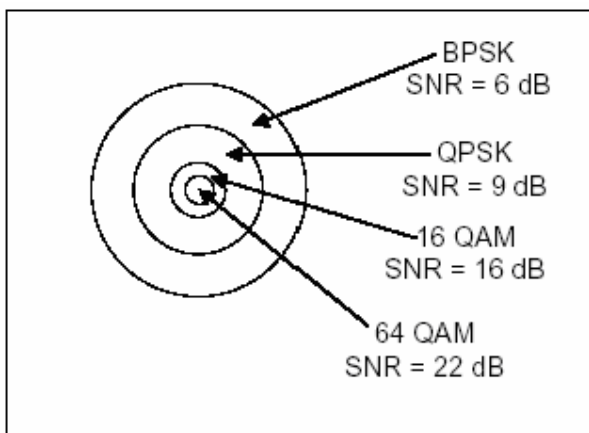 BPSK
SNR = 6 dB
QPSK
SNR = 9 dB
16 QAM
SNR = 16 dB
64 QAM
SNR = 22 dB